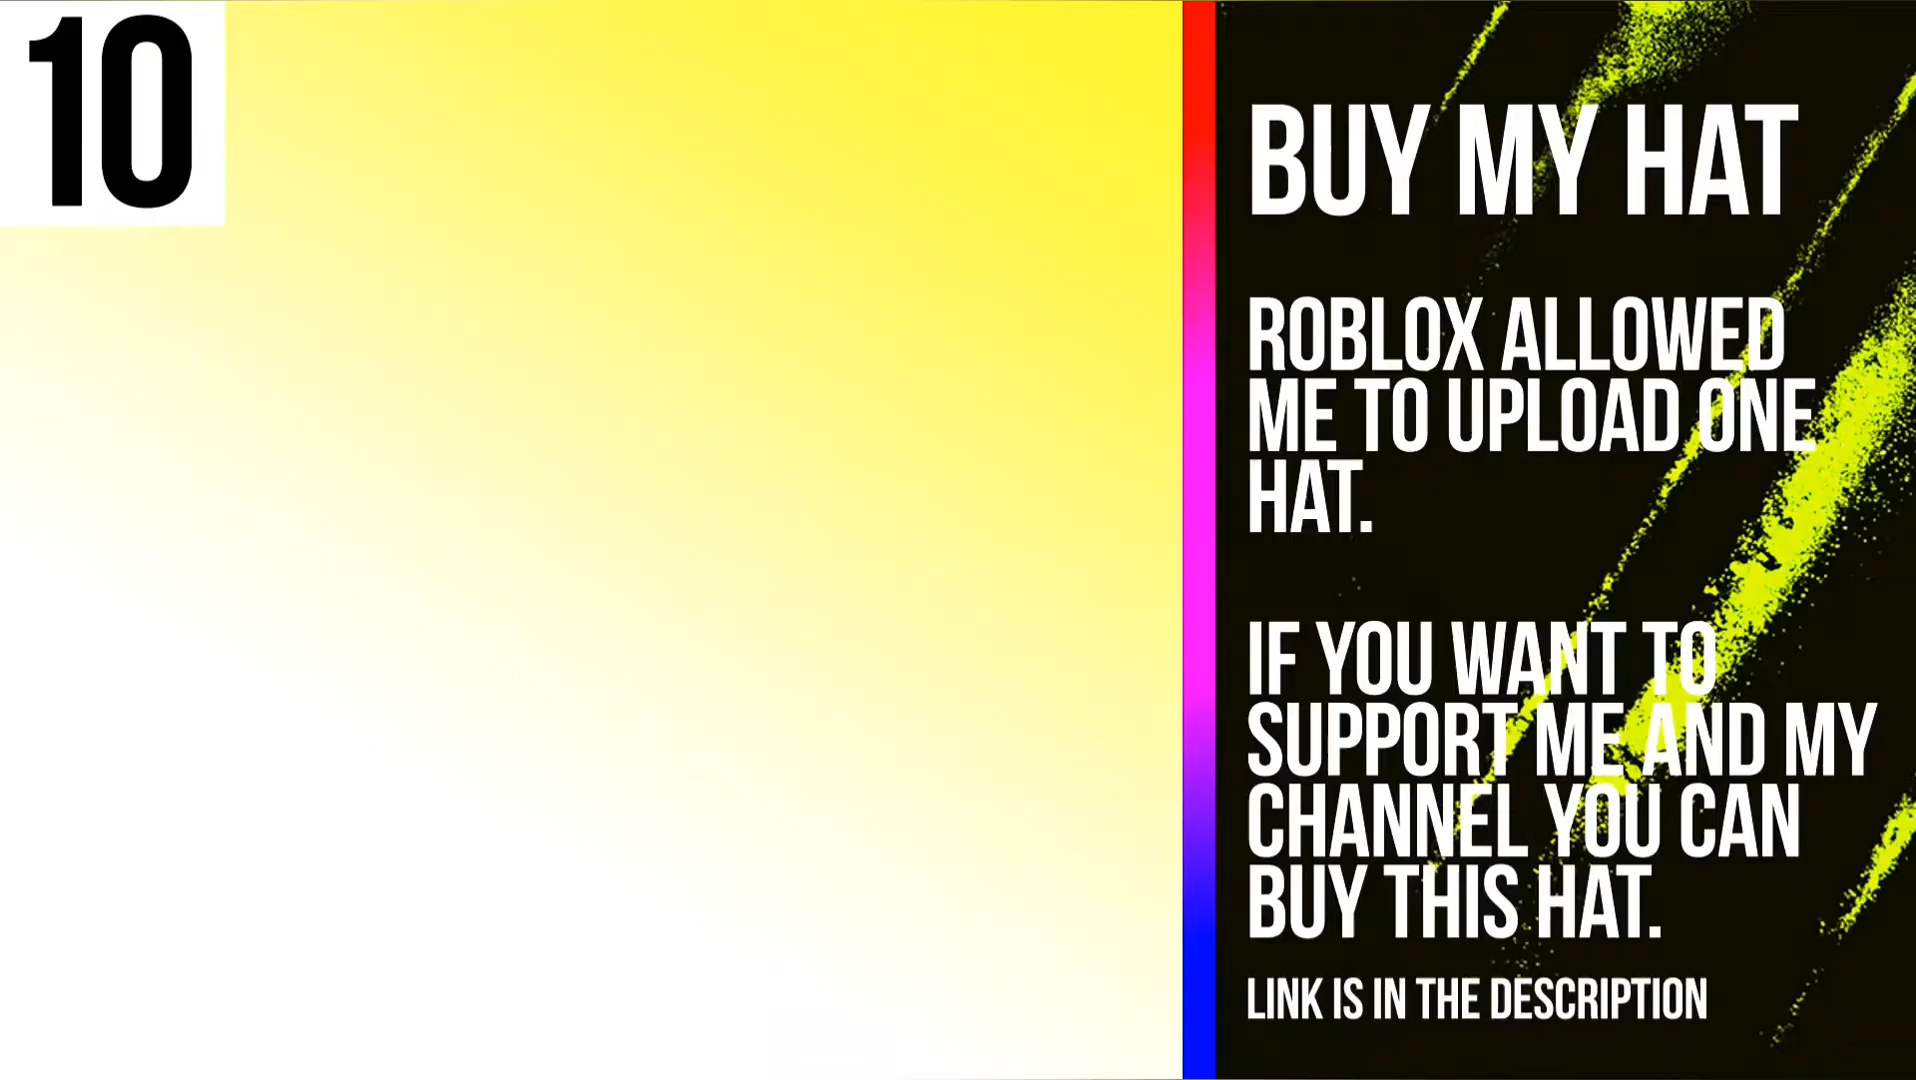 10
BUY MY HAT
ROBLOX ALLOWED
ME TO UPLOAD ONE
HAT.
IF YOU WANT TO
SUPPORT ME AND MY
CHANNEL YOU CAN
BUY THIS HAT.
LINK IS IN THE DESCRIPTION